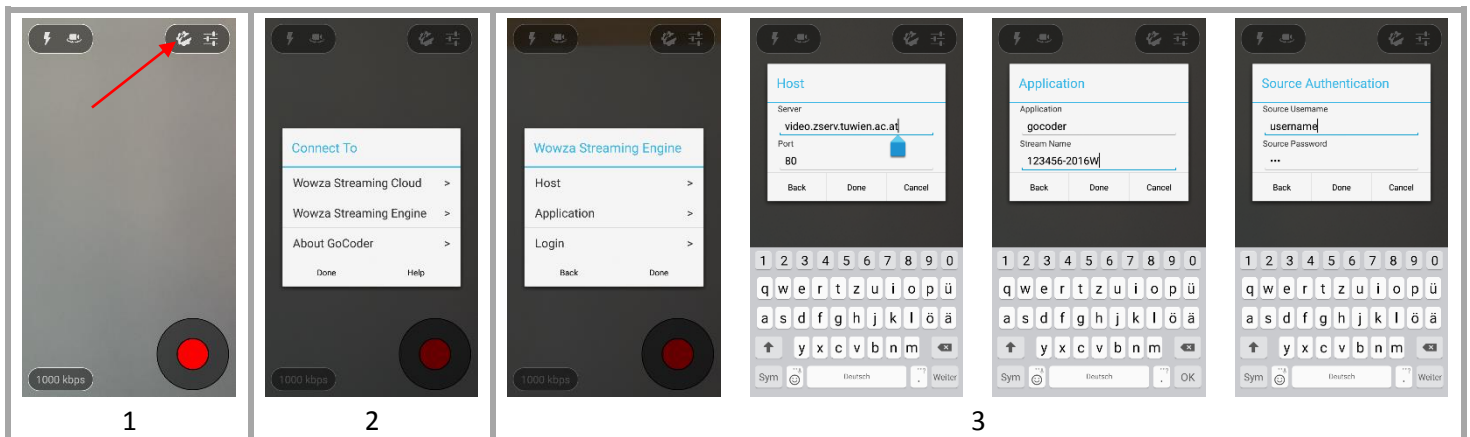 1000 kbps
1
Connect To
Wowza Streaming Cloud >
Wowza Streaming Engine >
About GoCoder >
Done Help
1000 kbps
2
Wowza Streaming Engine
Host >
Application >
Login >
Back Done
1000 kbps
Host
Server
video.zserv.tuwien.ac.at
Port
80
Back Done Cancel
1 2 3 4 5 6 7 8 9 0
q w e r t z u i o p ü
a s d f g h j k l ö ä
y x c v b n m
Sym Deutsch . Weiter
Application
Application
gocoder
Stream Name
123456-2016W
Back Done Cancel
1 2 3 4 5 6 7 8 9 0
q w e r t z u i o p ü
a s d f g h j k l ö ä
y x c v b n m
Sym Deutsch . OK
Source Authentication
Source Username
username
Source Password
•••
Back Done Cancel
1 2 3 4 5 6 7 8 9 0
q w e r t z u i o p ü
a s d f g h j k l ö ä
y x c v b n m
Sym Deutsch . Weiter
3